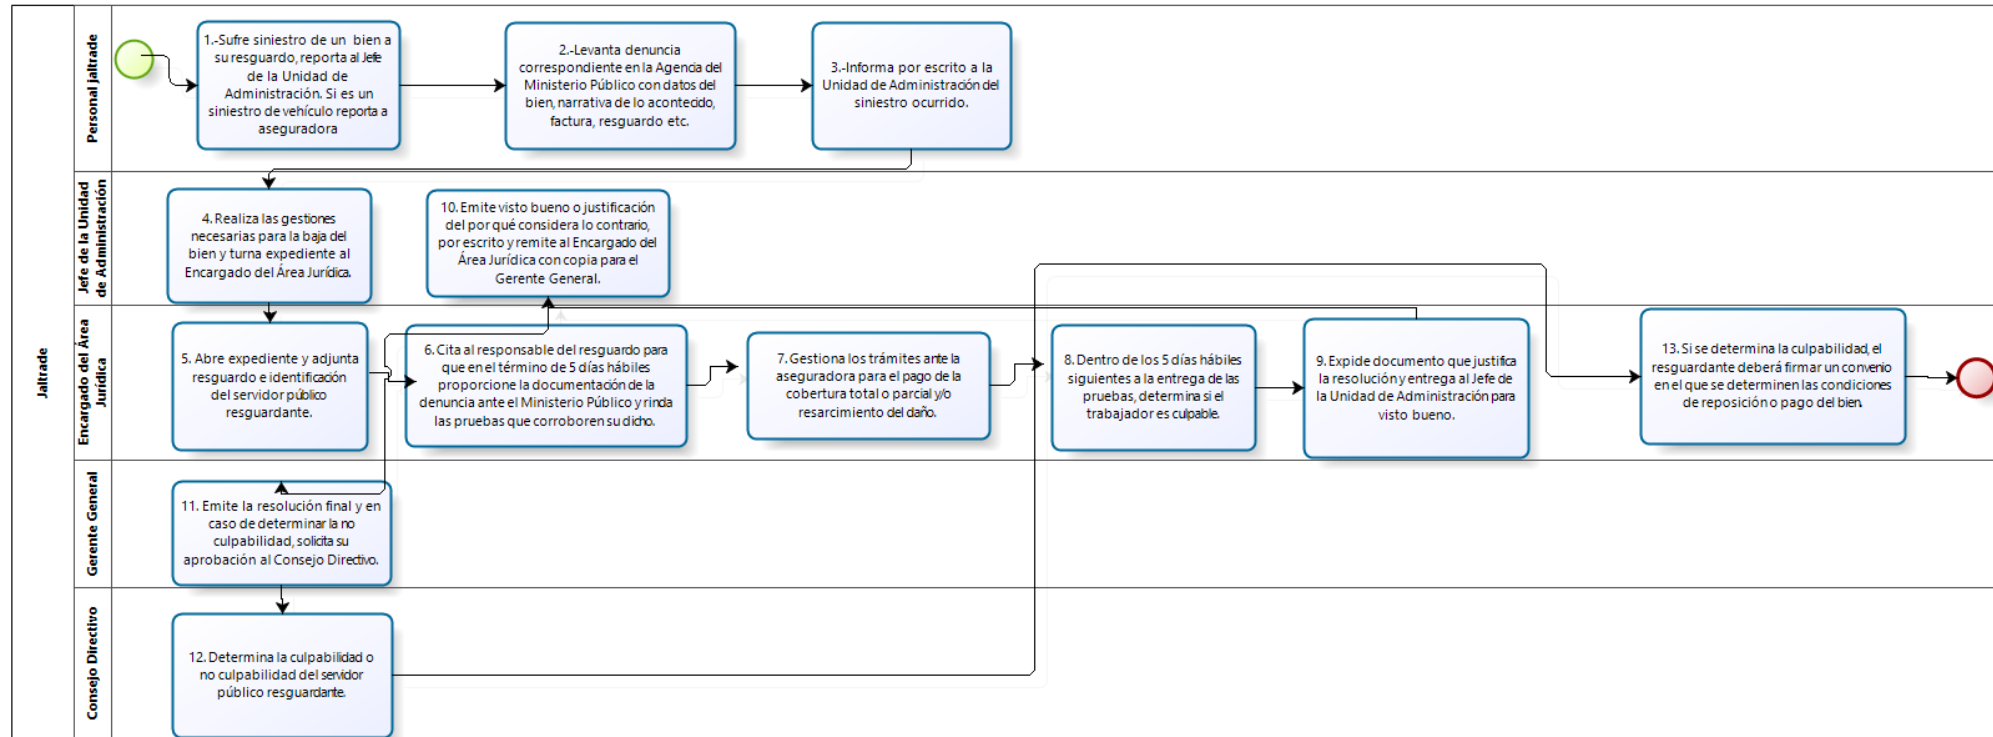 Jaltrade
Personal jaltrade
1.-Sufre siniestro de un bien a
su resguardo, reporta al Jefe
de la Unidad de
Administración. Si es un
siniestro de vehículo reporta a
aseguradora
2.-Levanta denuncia
correspondiente en la Agencia del
Ministerio Público con datos del
bien, narrativa de lo acontecido,
factura, resguardo etc.
3.-Informa por escrito a la
Unidad de Administración del
siniestro ocurrido.
Jefe de la Unidad
de Administración
4. Realiza las gestiones
necesarias para la baja del
bien y turna expediente al
Encargado del Área Jurídica.
10. Emite visto bueno o justificación
del por qué considera lo contrario,
por escrito y remite al Encargado del
Área Jurídica con copia para el
Gerente General.
Encargado del Área
Jurídica
5. Abre expediente y adjunta
resguardo e identificación
del servidor público
resguardante.
6. Cita al responsable del resguardo para
que en el término de 5 días hábiles
proporcione la documentación de la
denuncia ante el Ministerio Público y rinda
las pruebas que corroboren su dicho.
7. Gestiona los trámites ante la
aseguradora para el pago de la
cobertura total o parcial y/o
resarcimiento del daño.
8. Dentro de los 5 días hábiles
siguientes a la entrega de las
pruebas, determina si el
trabajador es culpable.
9. Expide documento que justifica
la resolución y entrega al Jefe de
la Unidad de Administración para
visto bueno.
13. Si se determina la culpabilidad, el
resguardante deberá firmar un convenio
en el que se determinen las condiciones
de reposición o pago del bien.
Gerente General
11. Emite la resolución final y en
caso de determinar la no
culpabilidad, solicita su
aprobación al Consejo Directivo.
Consejo Directivo
12. Determina la culpabilidad o
no culpabilidad del servidor
público resguardante.